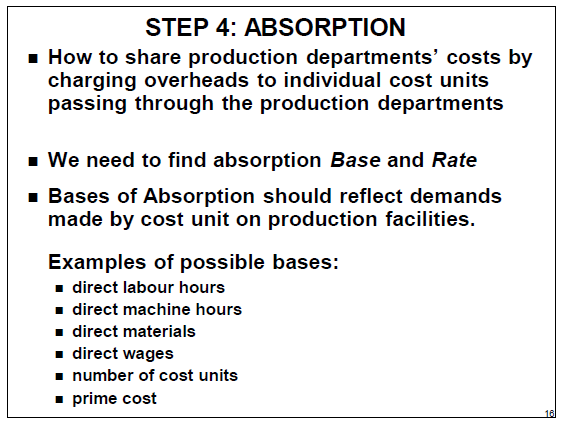 STEP 4: ABSORPTION
■ How to share production departments' costs by
charging overheads to individual cost units
passing through the production departments
■ We need to find absorption Base and Rate
■ Bases of Absorption should reflect demands
made by cost unit on production facilities.
Examples of possible bases:
■ direct labour hours
■ direct machine hours
■ direct materials
■ direct wages
■ number of cost units
■ prime cost
16